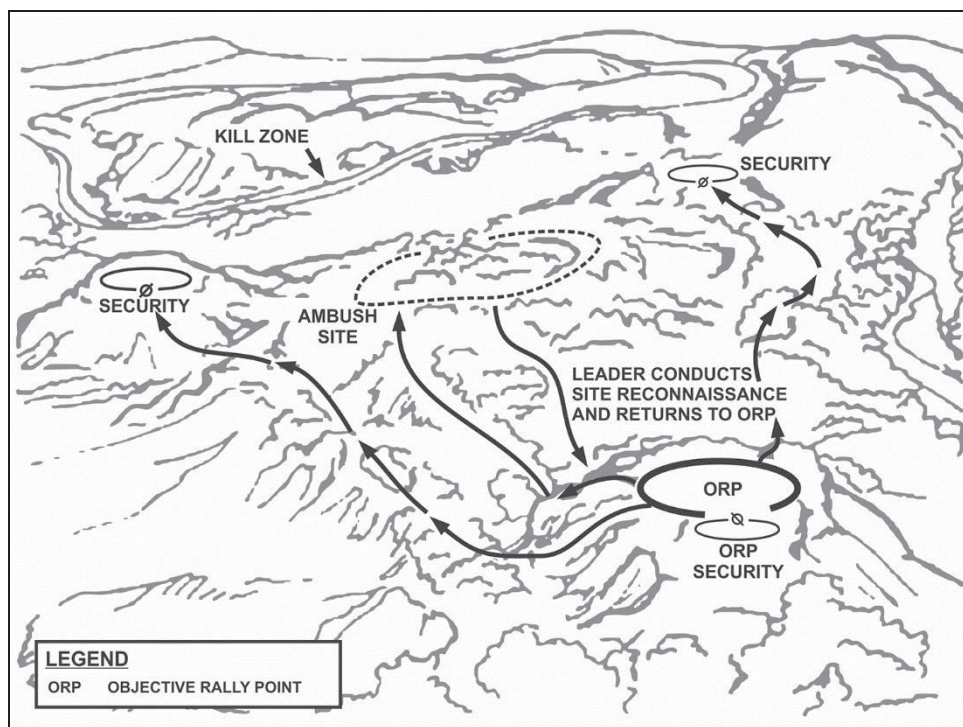 KILL ZONE
SECURITY
SECURITY
AMBUSH
SITE
LEADER CONDUCTS
SITE RECONNAISSANCE
AND RETURNS TO ORP
ORP
ORP
SECURITY
LEGEND
ORP OBJECTIVE RALLY POINT